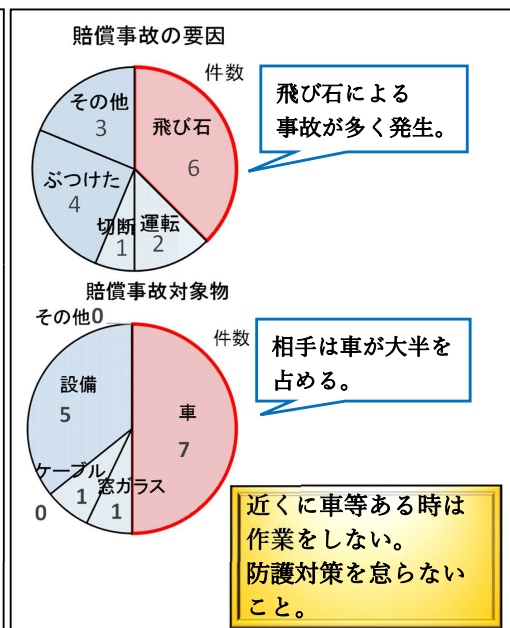 賠償事故の要因
件数
その他
3
飛び石
6
ぶつけた
4
切断
1
運転
2
飛び石による
事故が多く発生。
賠償事故対象物
その他0
件数
設備
5
車
7
ケーブル
1
窓ガラス
1
0
相手は車が大半を
占める。
近くに車等ある時は
作業をしない。
防護対策を怠らない
こと。